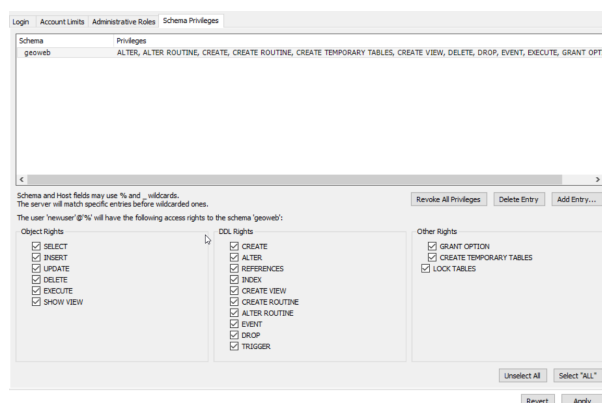 Login Account Limits Administrative Roles Schema Privileges
Schema Privileges
geoweb ALTER, ALTER ROUTINE, CREATE, CREATE ROUTINE, CREATE TEMPORARY TABLES, CREATE VIEW, DELETE, DROP, EVENT, EXECUTE, GRANT OPT
Schema and Host fields may use % and _ wildcards.
The server will match specific entries before wildcarded ones.
Revoke All Privileges Delete Entry Add Entry...
The user 'newuser'@'%' will have the following access rights to the schema 'geoweb':
Object Rights
SELECT
INSERT
UPDATE
DELETE
EXECUTE
SHOW VIEW
DDL Rights
CREATE
ALTER
REFERENCES
INDEX
CREATE VIEW
CREATE ROUTINE
ALTER ROUTINE
EVENT
DROP
TRIGGER
Other Rights
GRANT OPTION
CREATE TEMPORARY TABLES
LOCK TABLES
Unselect All Select "ALL"
Revert Apply